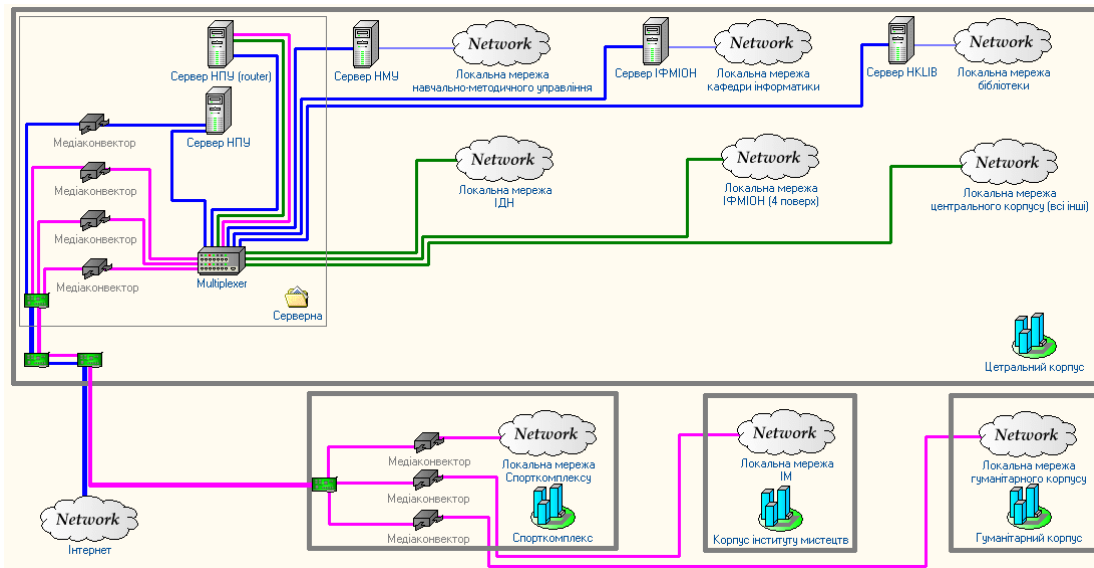 Network
Network
Network
Сервер НПУ (router)
Сервер НМУ
Локальна мережа
навчально-методичного управління
Сервер ІФМІОН
Локальна мережа
кафедри інформатики
Сервер HKLIB
Локальна мережа
бібліотеки
Медіаконвектор
Сервер НПУ
Network
Network
Network
Медіаконвектор
Локальна мережа
ІДН
Локальна мережа
ІФМІОН (4 поверх)
Локальна мережа
центрального корпусу (всі інші)
Медіаконвектор
Медіаконвектор
Multiplexer
Серверна
Цетральний корпус
Network
Network
Network
Медіаконвектор
Локальна мережа
Спорткомплексу
Локальна мережа
ІМ
Локальна мережа
гуманітарного корпусу
Медіаконвектор
Network
Інтернет
Медіаконвектор
Спорткомплекс
Корпус інституту мистецтв
Гуманітарний корпус